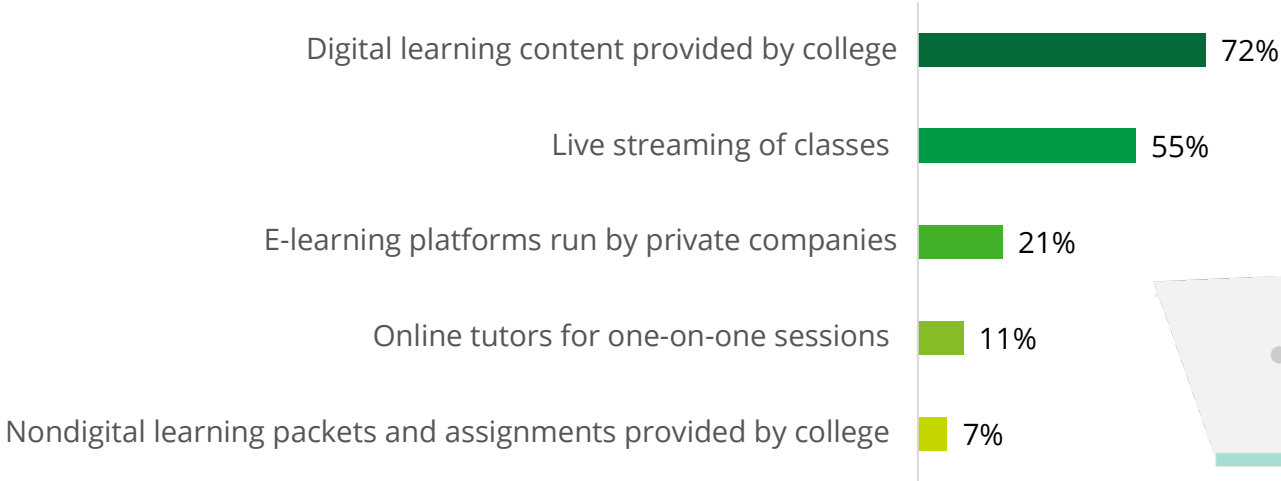 Digital learning content provided by college 72%
Live streaming of classes 55%
E-learning platforms run by private companies 21%
Online tutors for one-on-one sessions 11%
Nondigital learning packets and assignments provided by college 7%